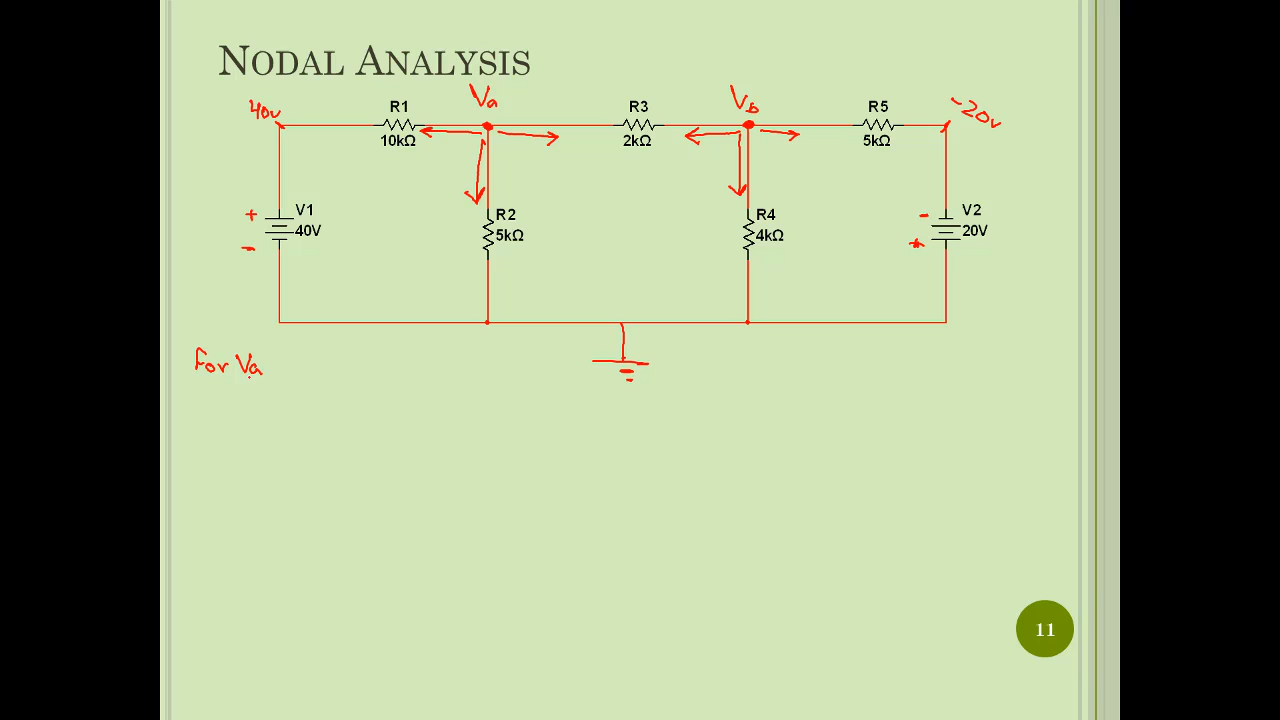 NODAL ANALYSIS
40v
R1
10kΩ
Va
R3
2kΩ
Vb
R5
5kΩ
-20v
+
-
V1
40V
R2
5kΩ
R4
4kΩ
-
+
V2
20V
For Va
11